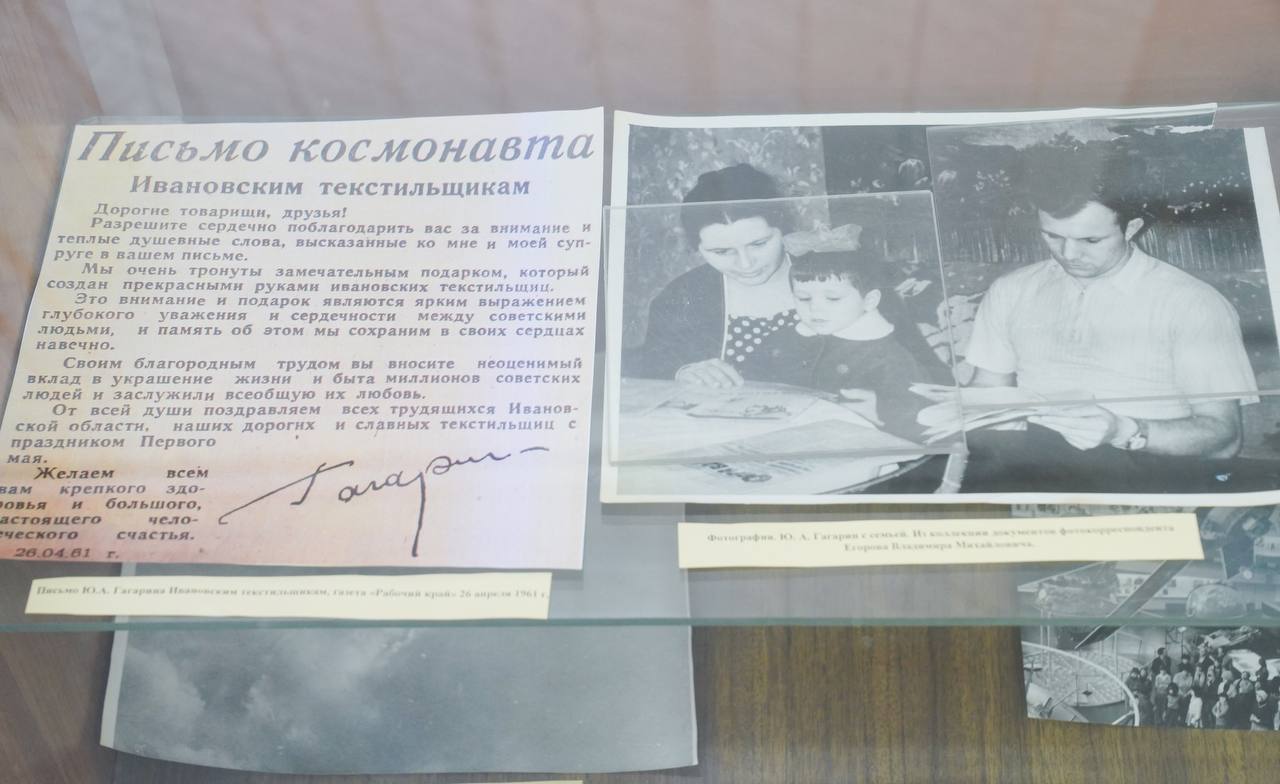 Письмо космонавта
Ивановским текстильщикам
Дорогие товарищи, друзья!
Разрешите сердечно поблагодарить вас за внимание и
теплые душевные слова, высказанные ко мне и моей суп-
руге в вашем письме.
Мы очень тронуты замечательным подарком, который
создан прекрасными руками ивановских текстильщиц.
Это внимание и подарок являются ярким выражением
глубокого уважения и сердечности между советскими
людьми, и память об этом мы сохраним в своих сердцах
навечно.
Своим благородным трудом вы вносите неоценимый
вклад в украшение жизни и быта миллионов советских
людей и заслужили всеобщую их любовь.
От всей души поздравляем всех трудящихся Иванов-
ской области, наших дорогих и славных текстильщиц с
праздником Первого
мая.
Желаем всем
вам крепкого здо-
ровья и большого,
астоящего чело-
еческого счастья.
26.04.61 г.
Гагарин
Письмо Ю.А. Гагарина Ивановским текстильщикам, газета «Рабочий край» 26 апреля 1961 г.
Фотография. Ю. А. Гагарин с семьей. Из коллекции документов фотокорреспондента
Егорова Владимира Михайловича.